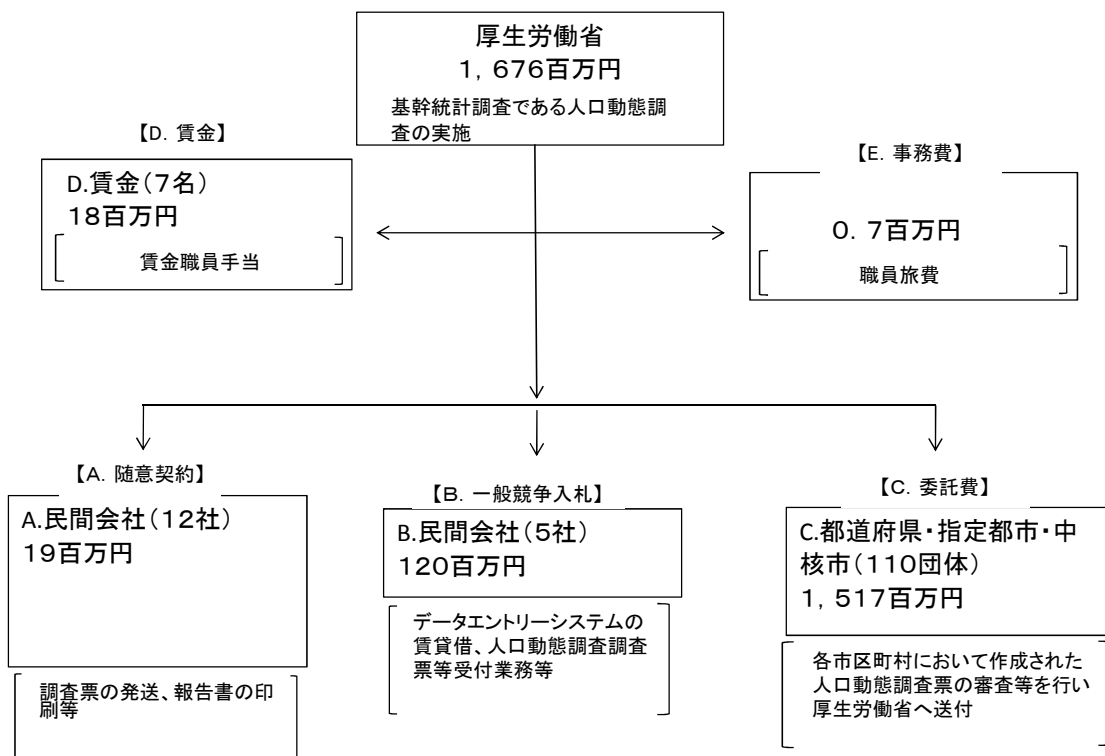 厚生労働省
１，６７６百万円
基幹統計調査である人口動態調
査の実施
【D. 賃金】
D.賃金（７名）
１８百万円
賃金職員手当
【E. 事務費】
０．７百万円
職員旅費
【A. 随意契約】
A.民間会社（１２社）
１９百万円
調査票の発送、報告書の印
刷等
【B. 一般競争入札】
B.民間会社（５社）
１２０百万円
データエントリーシステムの
賃貸借、人口動態調査調査
票等受付業務等
【C. 委託費】
C.都道府県・指定都市・中
核市（１１０団体）
１，５１７百万円
各市区町村において作成された
人口動態調査票の審査等を行い
厚生労働省へ送付